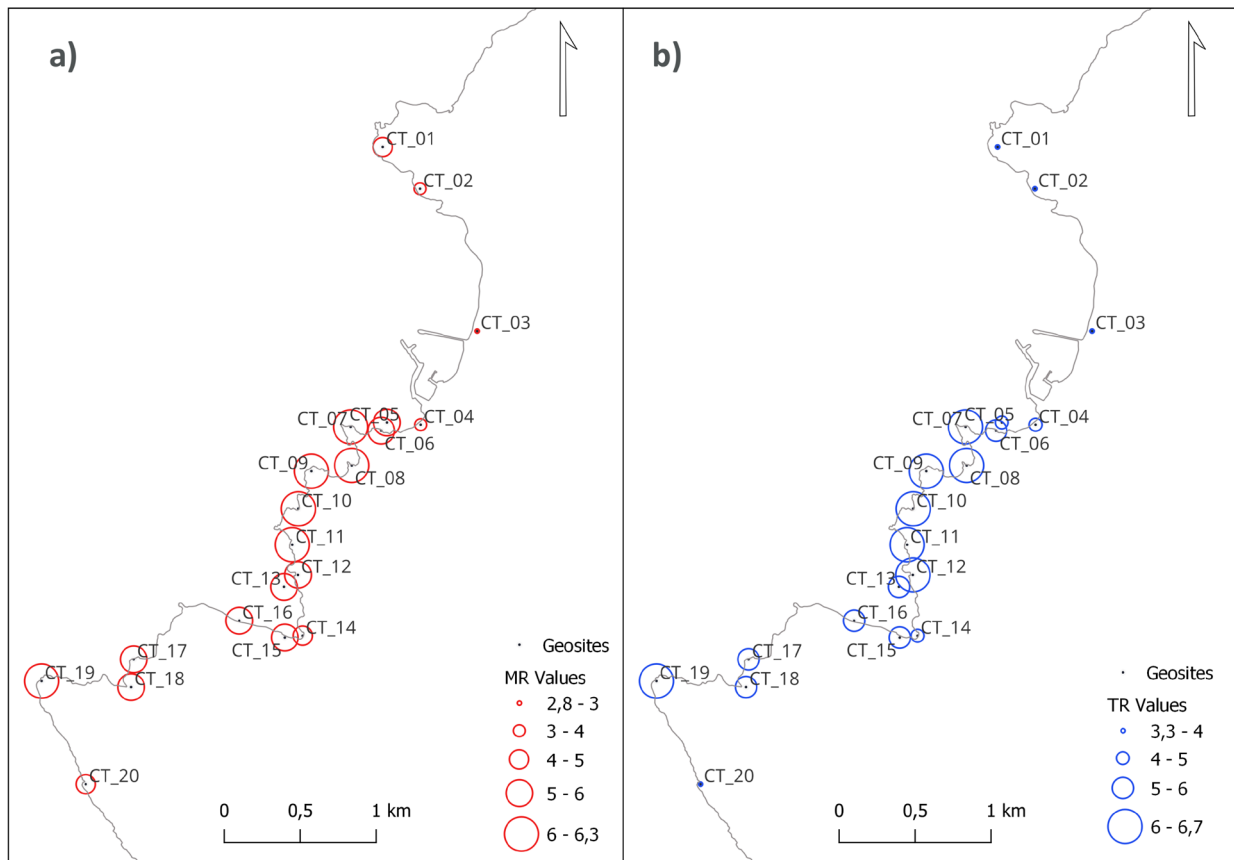 a)
CT_01
CT_02
CT_03
CT_04
CT_05
CT_07
CT_06
CT_08
CT_09
CT_10
CT_11
CT_12
CT_13
CT_16
CT_14
CT_15
CT_17
CT_19
CT_18
CT_20
Geosites
MR Values
2,8 - 3
3 - 4
4 - 5
5 - 6
6 - 6,3
0 0,5 1 km
b)
CT_01
CT_02
CT_03
CT_04
CT_05
CT_07
CT_06
CT_08
CT_09
CT_10
CT_11
CT_12
CT_13
CT_16
CT_14
CT_15
CT_17
CT_19
CT_18
CT_20
Geosites
TR Values
3,3 - 4
4 - 5
5 - 6
6 - 6,7
0 0,5 1 km